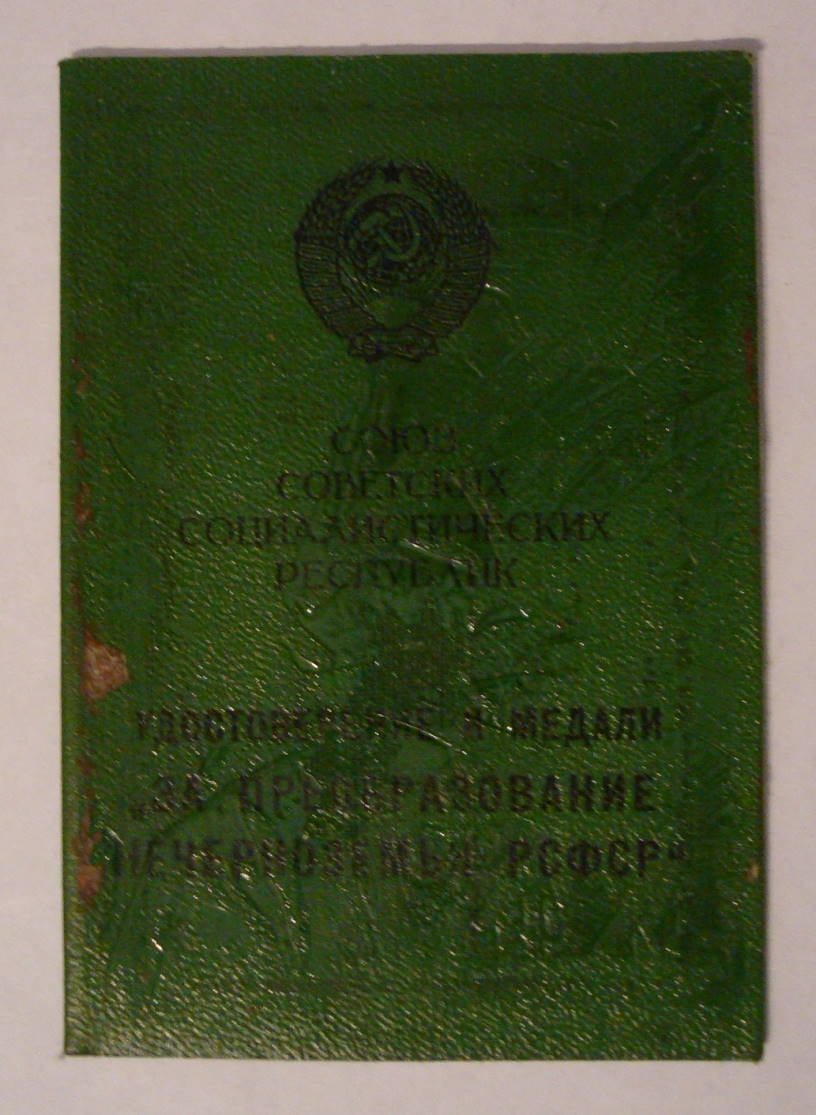 СОЮЗ
СОВЕТСКИХ
СОЦИАЛИСТИЧЕСКИХ
РЕСПУБЛИК
УДОСТОВЕРЕНИЕ К МЕДАЛИ
„ЗА ПРЕОБРАЗОВАНИЕ
НЕЧЕРНОЗЕМЬЯ РСФСР“